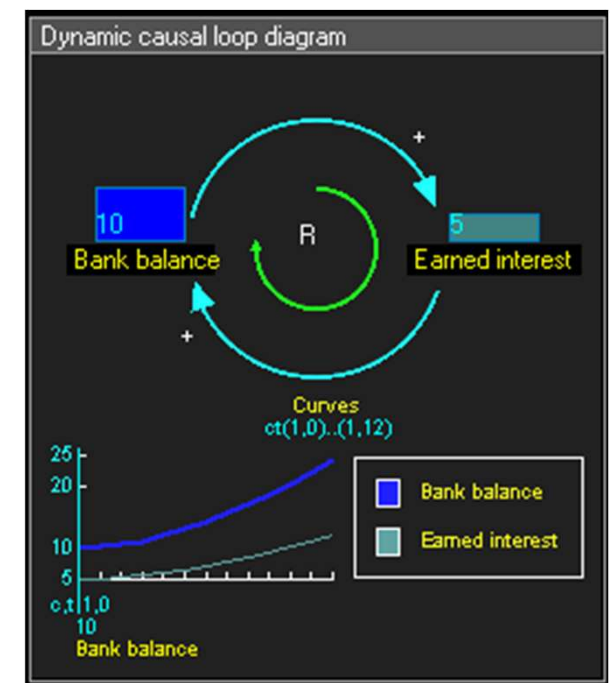 Dynamic causal loop diagram
+
10
R
5
Bank balance
Earned interest
+
Curves
ct(1,0)..(1,12)
25
20
10
5
Bank balance
Earned interest
c,t 1,0
10
Bank balance